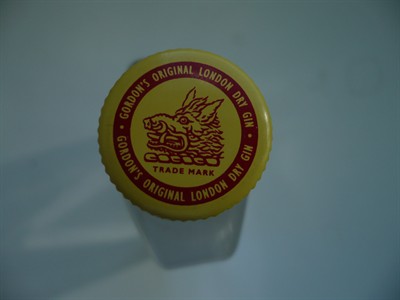 · GORDON'S ORIGINAL LONDON DRY GIN ·
GORDON'S ORIGINAL LONDON DRY GIN
TRADE MARK